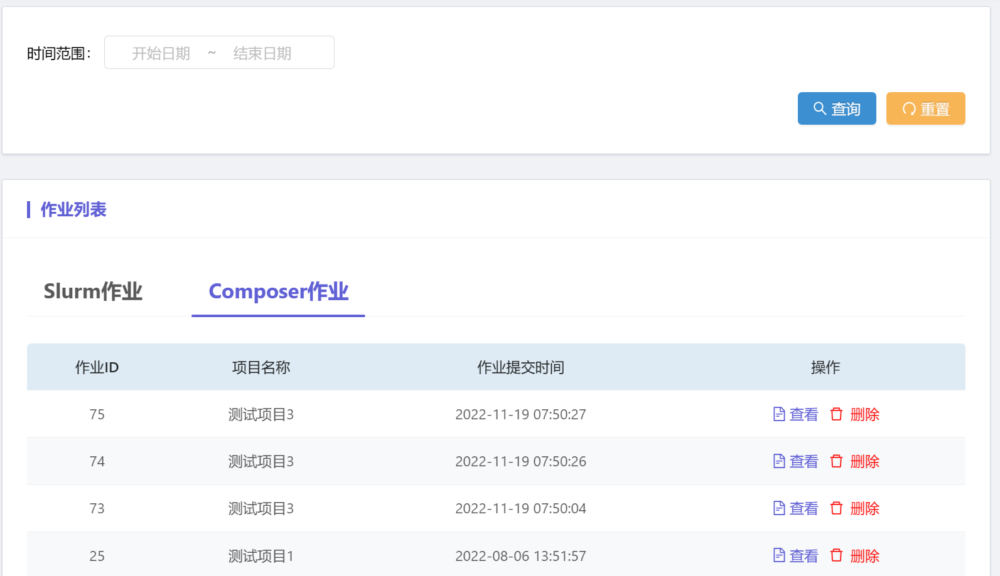 时间范围： 开始日期 ~ 结束日期
查询 重置
作业列表
Slurm作业 Composer作业
作业ID 项目名称 作业提交时间 操作
75 测试项目3 2022-11-19 07:50:27 查看 删除
74 测试项目3 2022-11-19 07:50:26 查看 删除
73 测试项目3 2022-11-19 07:50:04 查看 删除
25 测试项目1 2022-08-06 13:51:57 查看 删除